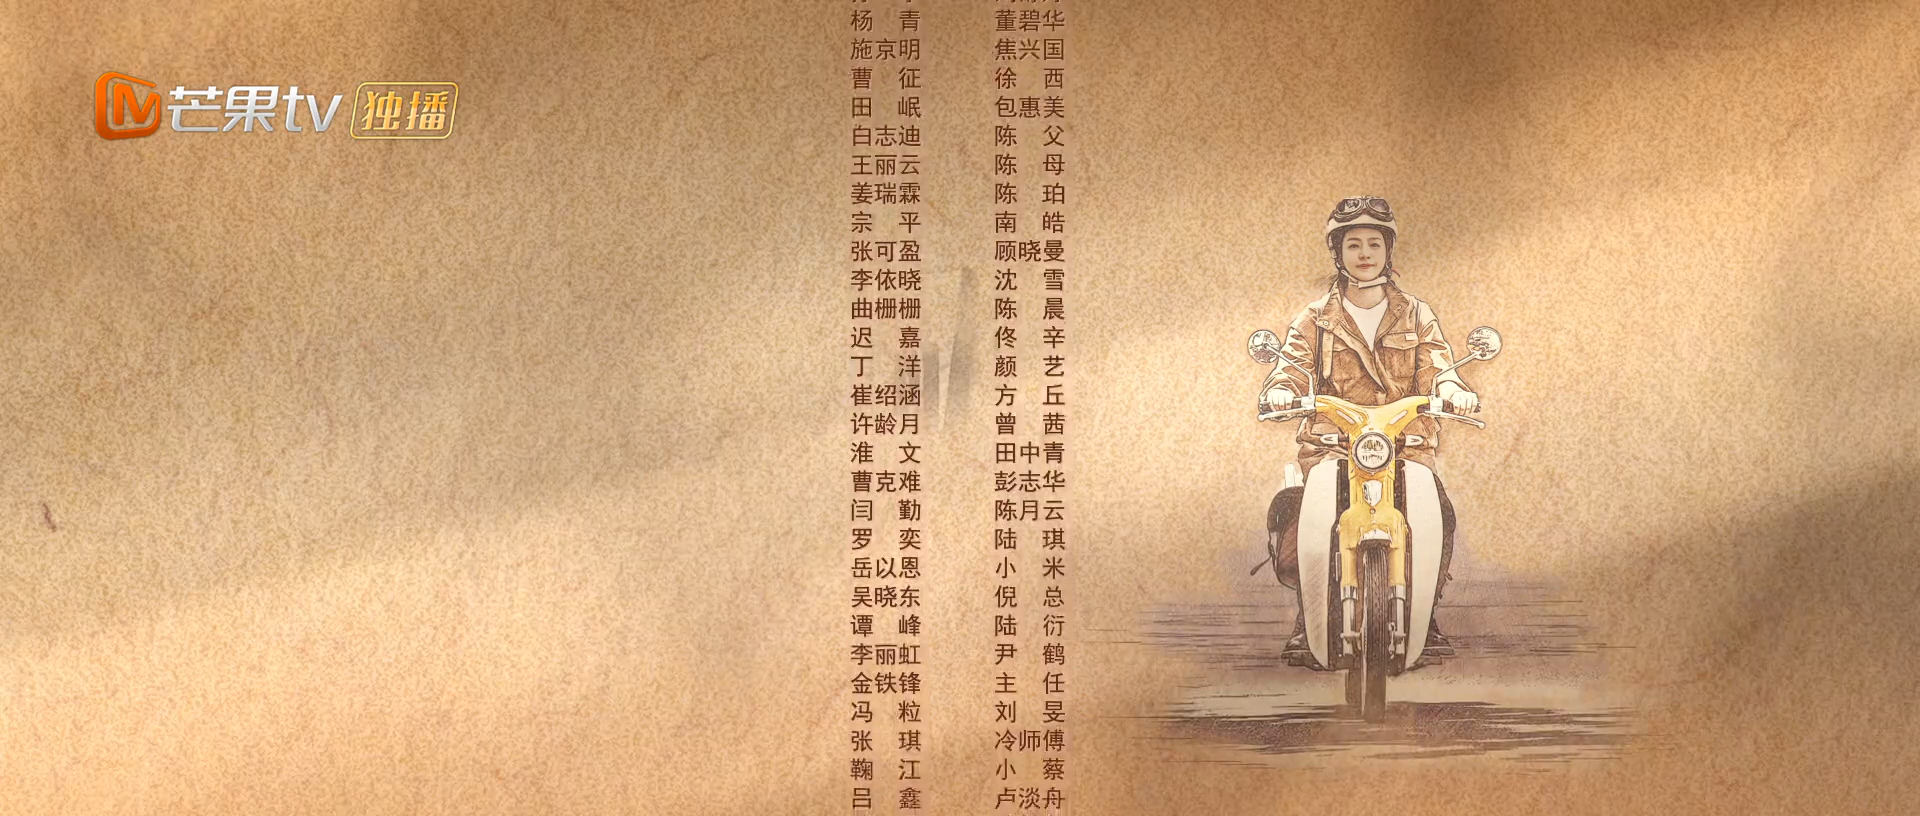 芒果tv 独播
杨青 董碧华
施京明 焦兴国
曹征 徐西
田岷 包惠美
白志迪 陈父
王丽云 陈母
姜瑞霖 陈珀
宗平 南皓
张可盈 顾晓曼
李依晓 沈雪
曲栅栅 陈晨
迟嘉 佟辛
丁洋 颜艺
崔绍涵 方丘
许龄月 曾茜
淮文 田中青
曹克难 彭志华
闫勤 陈月云
罗奕 陆琪
岳以恩 小米
吴晓东 倪总
谭峰 陆衍
李丽虹 尹鹤
金铁锋 主任
冯粒 刘旻
张琪 冷师傅
鞠江 小蔡
吕鑫 卢淡舟